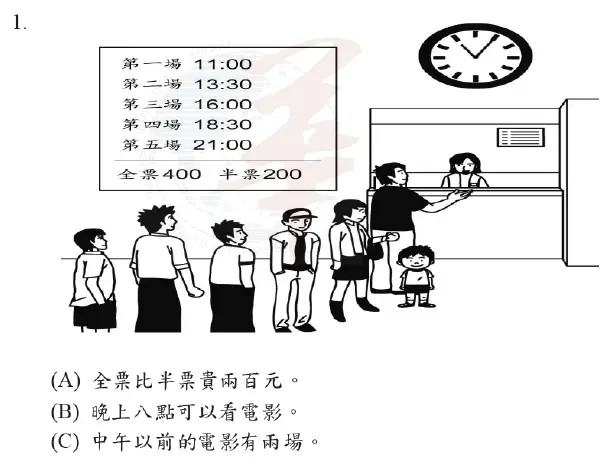 1.
第一場 11:00
第二場 13:30
第三場 16:00
第四場 18:30
第五場 21:00
全票400 半票200
(A) 全票比半票貴兩百元。
(B) 晚上八點可以看電影。
(C) 中午以前的電影有兩場。